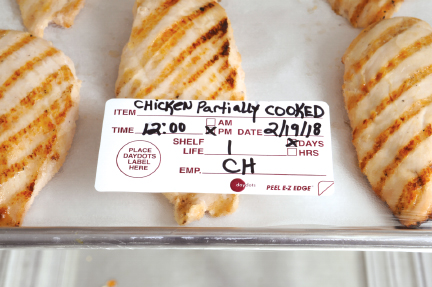 ITEM CHICKEN Partially COOKED
☐ AM
TIME 12:00 ☒ PM DATE 2/19/18
SHELF LIFE 1 ☒ DAYS ☐ HRS
EMP. CH
PLACE
DAYDOTS
LABEL
HERE
daydots PEEL E-Z EDGE®